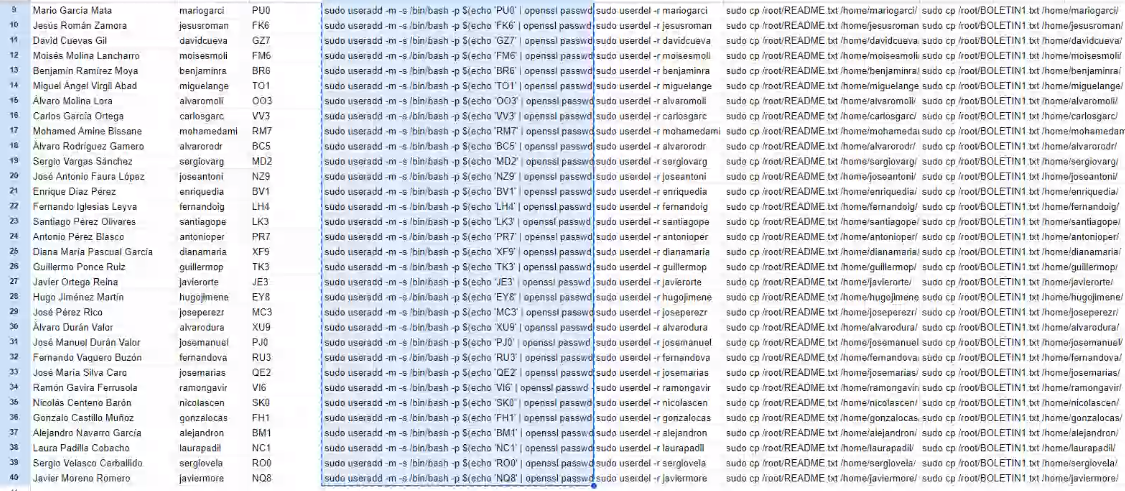 9 Mario García Mata mariogarci PU0 sudo useradd -m -s /bin/bash -p $(echo 'PU0' | openssl passwd sudo userdel -r mariogarci sudo cp /root/README.txt /home/mariogarci/ sudo cp /root/BOLETIN1.txt /home/mariogarci/
10 Jesús Román Zamora jesusroman FK6 sudo useradd -m -s /bin/bash -p $(echo 'FK6' | openssl passwd sudo userdel -r jesusroman sudo cp /root/README.txt /home/jesusroman sudo cp /root/BOLETIN1.txt /home/jesusroman/
11 David Cuevas Gil davidcueva GZ7 sudo useradd -m -s /bin/bash -p $(echo 'GZ7' | openssl passwd sudo userdel -r davidcueva sudo cp /root/README.txt /home/davidcueva sudo cp /root/BOLETIN1.txt /home/davidcueva/
12 Moisés Molina Lancharro moisesmoli FM6 sudo useradd -m -s /bin/bash -p $(echo 'FM6' | openssl passwd sudo userdel -r moisesmoli sudo cp /root/README.txt /home/moisesmoli sudo cp /root/BOLETIN1.txt /home/moisesmoli/
13 Benjamín Ramírez Moya benjaminra BR6 sudo useradd -m -s /bin/bash -p $(echo 'BR6' | openssl passwd sudo userdel -r benjaminra sudo cp /root/README.txt /home/benjaminra sudo cp /root/BOLETIN1.txt /home/benjaminra/
14 Miguel Ángel Virgil Abad miguelange TO1 sudo useradd -m -s /bin/bash -p $(echo 'TO1' | openssl passwd sudo userdel -r miguelange sudo cp /root/README.txt /home/miguelange sudo cp /root/BOLETIN1.txt /home/miguelange/
15 Álvaro Molina Lora alvaromoli OO3 sudo useradd -m -s /bin/bash -p $(echo 'OO3' | openssl passwd sudo userdel -r alvaromoli sudo cp /root/README.txt /home/alvaromoli/ sudo cp /root/BOLETIN1.txt /home/alvaromoli/
16 Carlos García Ortega carlosgarc VV3 sudo useradd -m -s /bin/bash -p $(echo 'VV3' | openssl passwd sudo userdel -r carlosgarc sudo cp /root/README.txt /home/carlosgarc/ sudo cp /root/BOLETIN1.txt /home/carlosgarc/
17 Mohamed Amine Bissane mohamedami RM7 sudo useradd -m -s /bin/bash -p $(echo 'RM7' | openssl passwd sudo userdel -r mohamedami sudo cp /root/README.txt /home/mohameda sudo cp /root/BOLETIN1.txt /home/mohamedam
18 Álvaro Rodríguez Gamero alvarorodr BC5 sudo useradd -m -s /bin/bash -p $(echo 'BC5' | openssl passwd sudo userdel -r alvarorodr sudo cp /root/README.txt /home/alvarorodr/ sudo cp /root/BOLETIN1.txt /home/alvarorodr/
19 Sergio Vargas Sánchez sergiovarg MD2 sudo useradd -m -s /bin/bash -p $(echo 'MD2' | openssl passwd sudo userdel -r sergiovarg sudo cp /root/README.txt /home/sergiovarg/ sudo cp /root/BOLETIN1.txt /home/sergiovarg/
20 José Antonio Faura López joseantoni NZ9 sudo useradd -m -s /bin/bash -p $(echo 'NZ9' | openssl passwd sudo userdel -r joseantoni sudo cp /root/README.txt /home/joseantoni/ sudo cp /root/BOLETIN1.txt /home/joseantoni/
21 Enrique Díaz Pérez enriquedia BV1 sudo useradd -m -s /bin/bash -p $(echo 'BV1' | openssl passwd sudo userdel -r enriquedia sudo cp /root/README.txt /home/enriquedia/ sudo cp /root/BOLETIN1.txt /home/enriquedia/
22 Fernando Iglesias Leyva fernandoig LH4 sudo useradd -m -s /bin/bash -p $(echo 'LH4' | openssl passwd sudo userdel -r fernandoig sudo cp /root/README.txt /home/fernandoig/ sudo cp /root/BOLETIN1.txt /home/fernandoig/
23 Santiago Pérez Olivares santiagope LK3 sudo useradd -m -s /bin/bash -p $(echo 'LK3' | openssl passwd sudo userdel -r santiagope sudo cp /root/README.txt /home/santiagope/ sudo cp /root/BOLETIN1.txt /home/santiagope/
24 Antonio Pérez Blasco antonioper PR7 sudo useradd -m -s /bin/bash -p $(echo 'PR7' | openssl passwd sudo userdel -r antonioper sudo cp /root/README.txt /home/antonioper/ sudo cp /root/BOLETIN1.txt /home/antonioper/
25 Diana María Pascual García dianamaria XF9 sudo useradd -m -s /bin/bash -p $(echo 'XF9' | openssl passwd sudo userdel -r dianamaria sudo cp /root/README.txt /home/dianamaria/ sudo cp /root/BOLETIN1.txt /home/dianamaria/
26 Guillermo Ponce Ruiz guillermop TK3 sudo useradd -m -s /bin/bash -p $(echo 'TK3' | openssl passwd sudo userdel -r guillermop sudo cp /root/README.txt /home/guillermop/ sudo cp /root/BOLETIN1.txt /home/guillermop/
27 Javier Ortega Reina javierorte JE3 sudo useradd -m -s /bin/bash -p $(echo 'JE3' | openssl passwd sudo userdel -r javierorte sudo cp /root/README.txt /home/javierorte/ sudo cp /root/BOLETIN1.txt /home/javierorte/
28 Hugo Jiménez Martín hugojimene EY8 sudo useradd -m -s /bin/bash -p $(echo 'EY8' | openssl passwd sudo userdel -r hugojimene sudo cp /root/README.txt /home/hugojimene sudo cp /root/BOLETIN1.txt /home/hugojimene/
29 José Pérez Rico joseperezr MC3 sudo useradd -m -s /bin/bash -p $(echo 'MC3' | openssl passwd sudo userdel -r joseperezr sudo cp /root/README.txt /home/joseperezr/ sudo cp /root/BOLETIN1.txt /home/joseperezr/
30 Álvaro Durán Valor alvarodura XU9 sudo useradd -m -s /bin/bash -p $(echo 'XU9' | openssl passwd sudo userdel -r alvarodura sudo cp /root/README.txt /home/alvarodura/ sudo cp /root/BOLETIN1.txt /home/alvarodura/
31 José Manuel Durán Valor josemanuel PJ0 sudo useradd -m -s /bin/bash -p $(echo 'PJ0' | openssl passwd sudo userdel -r josemanuel sudo cp /root/README.txt /home/josemanuel sudo cp /root/BOLETIN1.txt /home/josemanuel/
32 Fernando Vaquero Buzón fernandova RU3 sudo useradd -m -s /bin/bash -p $(echo 'RU3' | openssl passwd sudo userdel -r fernandova sudo cp /root/README.txt /home/fernandova sudo cp /root/BOLETIN1.txt /home/fernandova/
33 José María Silva Caro josemarias QE2 sudo useradd -m -s /bin/bash -p $(echo 'QE2' | openssl passwd sudo userdel -r josemarias sudo cp /root/README.txt /home/josemarias/ sudo cp /root/BOLETIN1.txt /home/josemarias/
34 Ramón Gavira Ferrusola ramongavir VI6 sudo useradd -m -s /bin/bash -p $(echo 'VI6' | openssl passwd - sudo userdel -r ramongavir sudo cp /root/README.txt /home/ramongavir sudo cp /root/BOLETIN1.txt /home/ramongavir/
35 Nicolás Centeno Barón nicolascen SK0 sudo useradd -m -s /bin/bash -p $(echo 'SK0' | openssl passwd sudo userdel -r nicolascen sudo cp /root/README.txt /home/nicolascen/ sudo cp /root/BOLETIN1.txt /home/nicolascen/
36 Gonzalo Castillo Muñoz gonzalocas FH1 sudo useradd -m -s /bin/bash -p $(echo 'FH1' | openssl passwd sudo userdel -r gonzalocas sudo cp /root/README.txt /home/gonzalocas sudo cp /root/BOLETIN1.txt /home/gonzalocas/
37 Alejandro Navarro García alejandron BM1 sudo useradd -m -s /bin/bash -p $(echo 'BM1' | openssl passwd sudo userdel -r alejandron sudo cp /root/README.txt /home/alejandron/ sudo cp /root/BOLETIN1.txt /home/alejandron/
38 Laura Padilla Cobacho laurapadil NC1 sudo useradd -m -s /bin/bash -p $(echo 'NC1' | openssl passwd sudo userdel -r laurapadil sudo cp /root/README.txt /home/laurapadil/ sudo cp /root/BOLETIN1.txt /home/laurapadil/
39 Sergio Velasco Carballido sergiovela RO0 sudo useradd -m -s /bin/bash -p $(echo 'RO0' | openssl passwd sudo userdel -r sergiovela sudo cp /root/README.txt /home/sergiovela/ sudo cp /root/BOLETIN1.txt /home/sergiovela/
40 Javier Moreno Romero javiermore NQ8 sudo useradd -m -s /bin/bash -p $(echo 'NQ8' | openssl passwd sudo userdel -r javiermore sudo cp /root/README.txt /home/javiermore/ sudo cp /root/BOLETIN1.txt /home/javiermore/